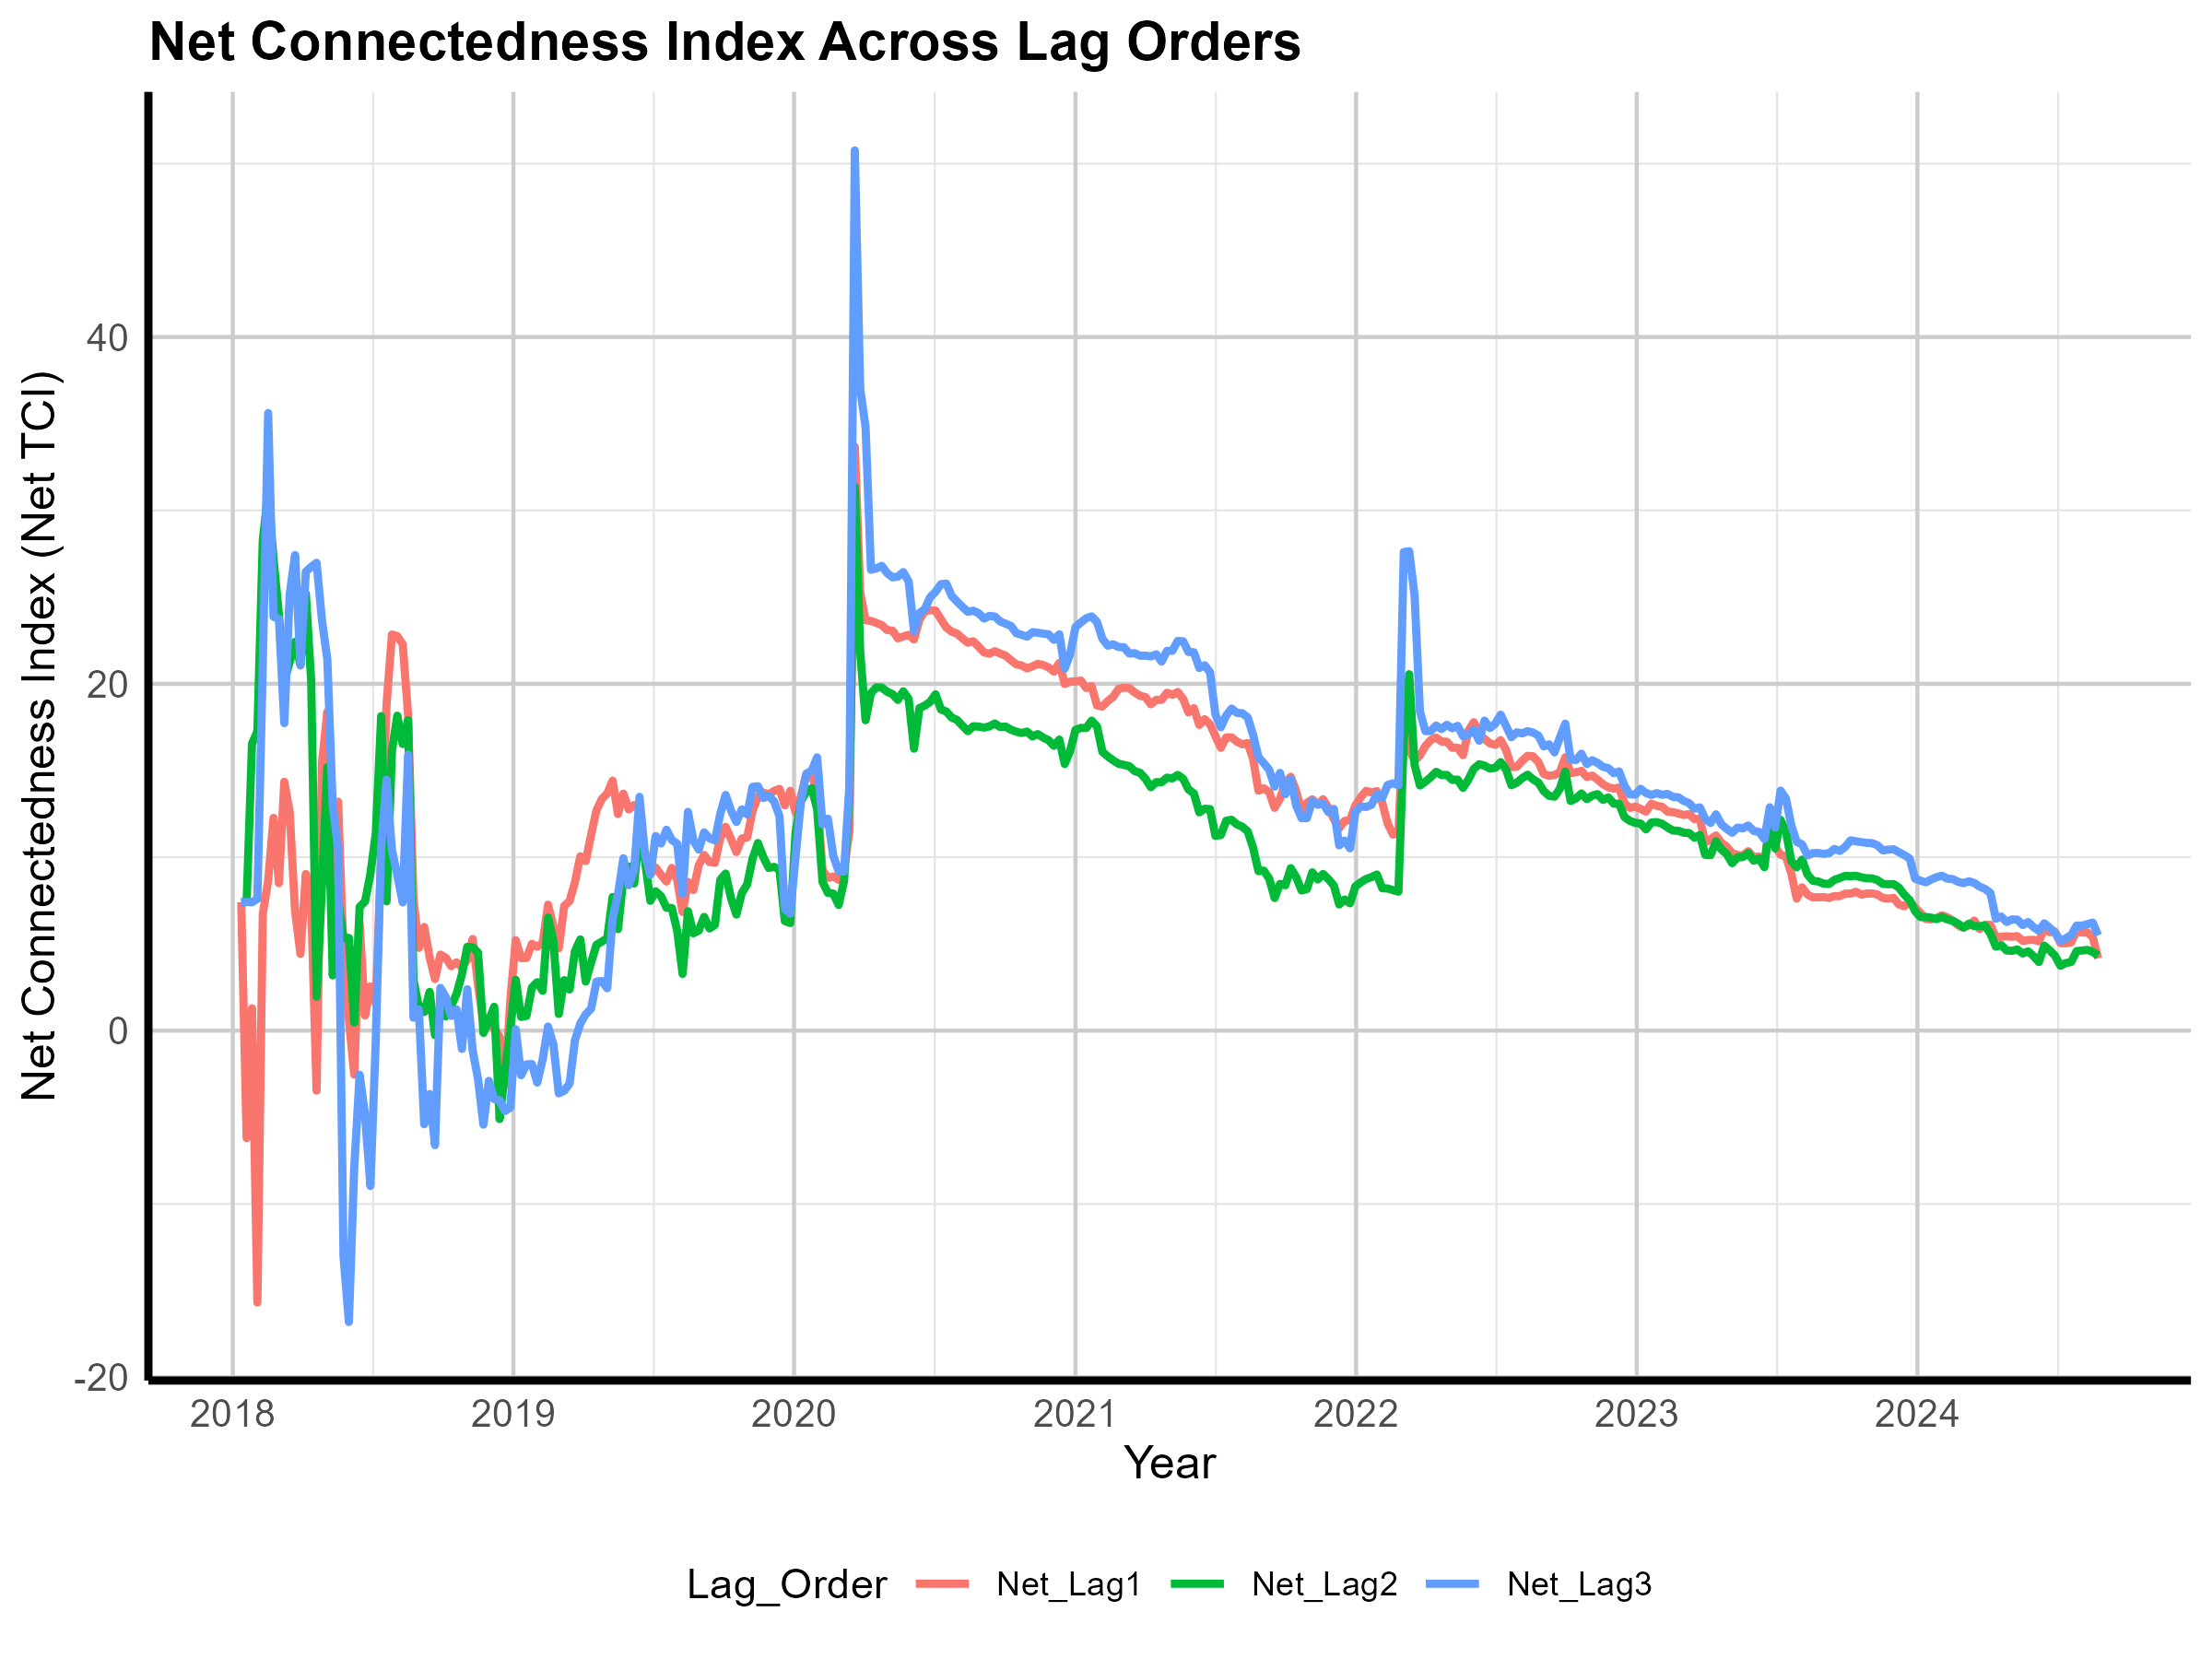 Net Connectedness Index Across Lag Orders
Net Connectedness Index (Net TCI)
40
20
0
-20
2018 2019 2020 2021 2022 2023 2024
Year
Lag_Order Net_Lag1 Net_Lag2 Net_Lag3